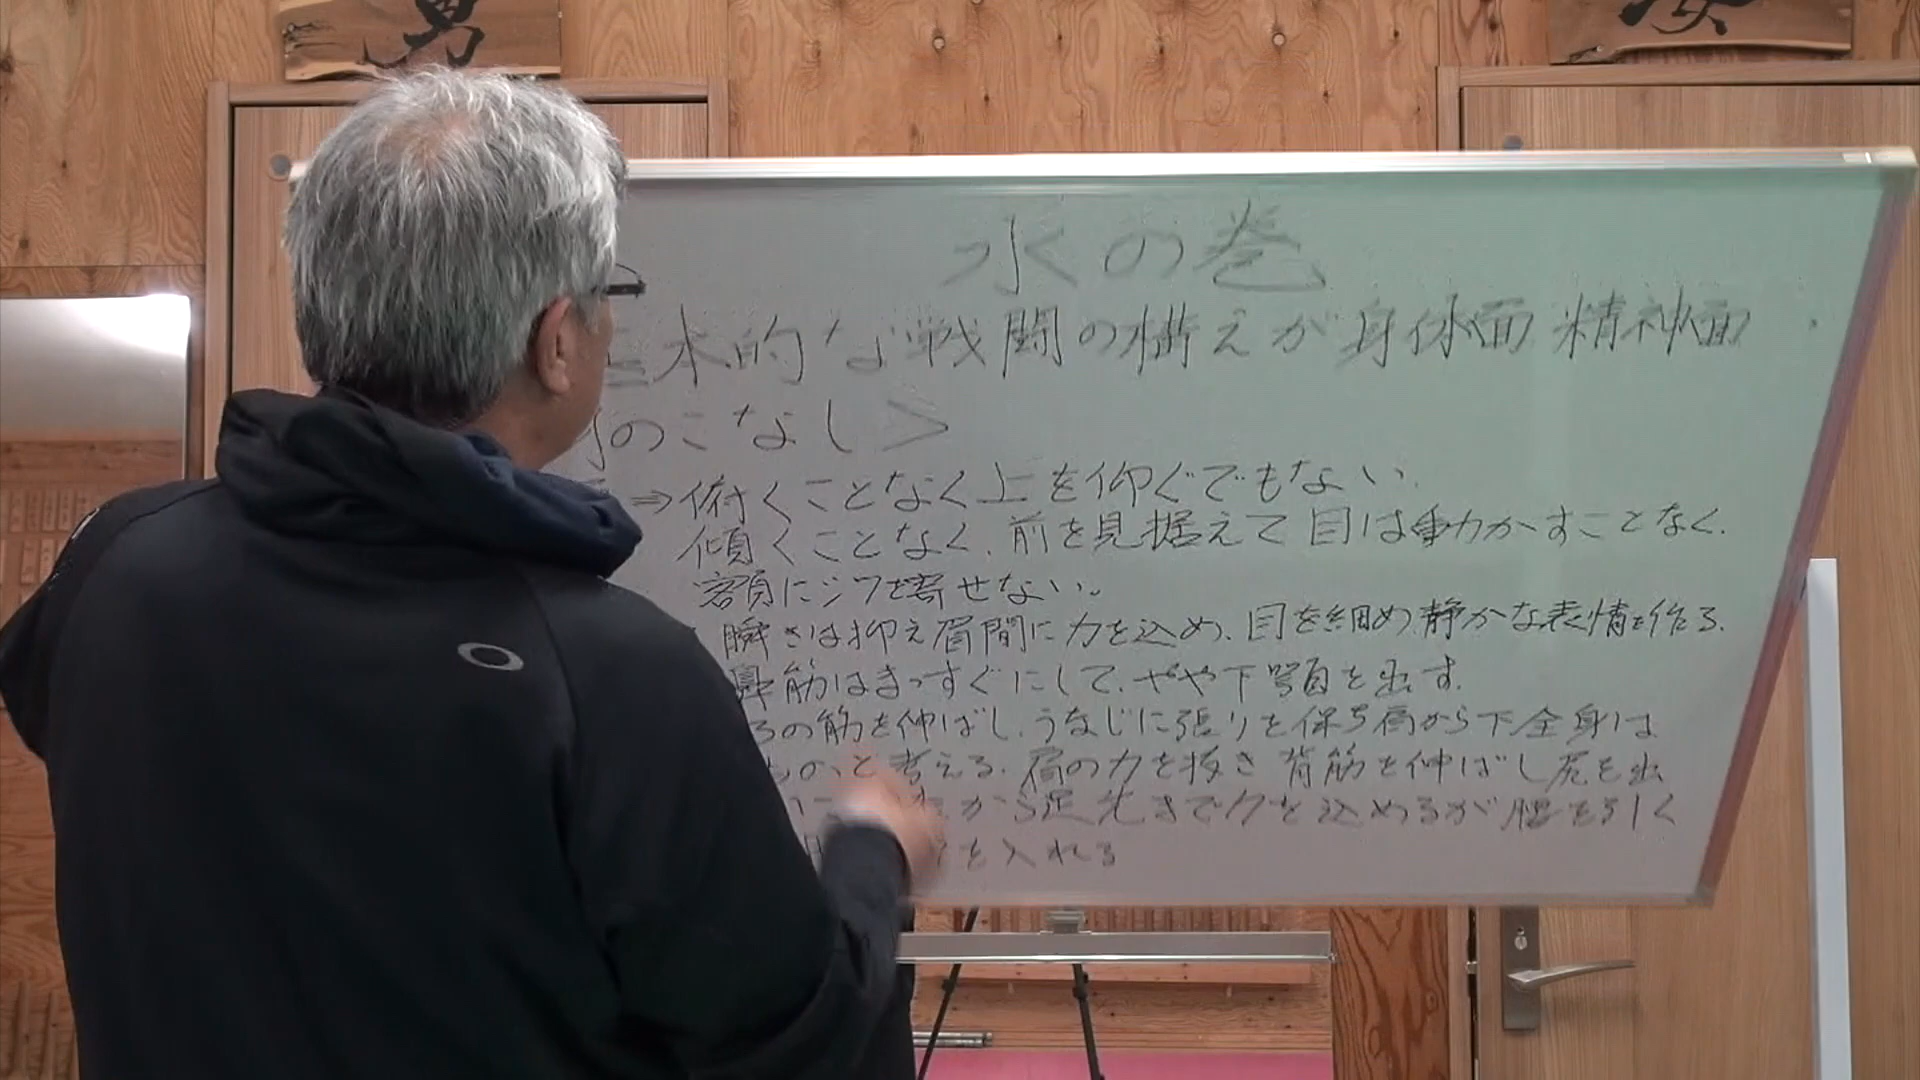 男
女
水の巻
基本的な戦闘の構えが身体面 精神面
のこなし>
⇒俯くことなく上を仰ぐでもない.
傾くことなく、前を見据えて目は動かすことなく.
額にシワを寄せない。
瞬きは抑え眉間に力を込め、目を細め静かな表情を作る.
鼻筋はまっすぐにして、やや下顎を出す.
ろの筋を伸ばし、うなじに張りを保ち肩から下全身は
ものと考える.肩の力を抜き背筋を伸ばし尻を出
から足先まで力を込めるが腰を引く
を入れる